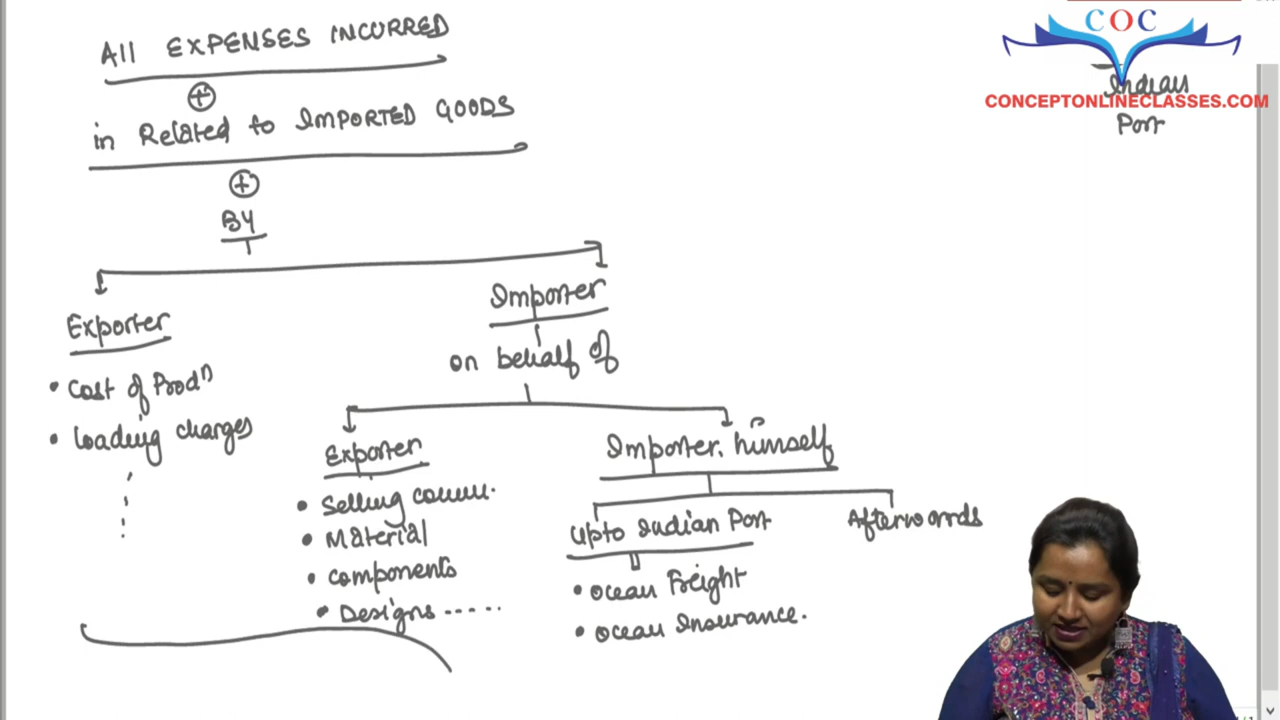 All EXPENSES INCURRED
+
in Related to IMPORTED GOODS
+
BY
Exporter
• Cost of Prodn
• Loading charges
Importer
on behalf of
Exporter
• Selling comm.
• Material
• Components
• Designs -----
Importer himself
Upto Indian Port
• Ocean Freight
• Ocean Insurance.
Afterwords
COC
Indian
CONCEPTONLINECLASSES.COM
Port